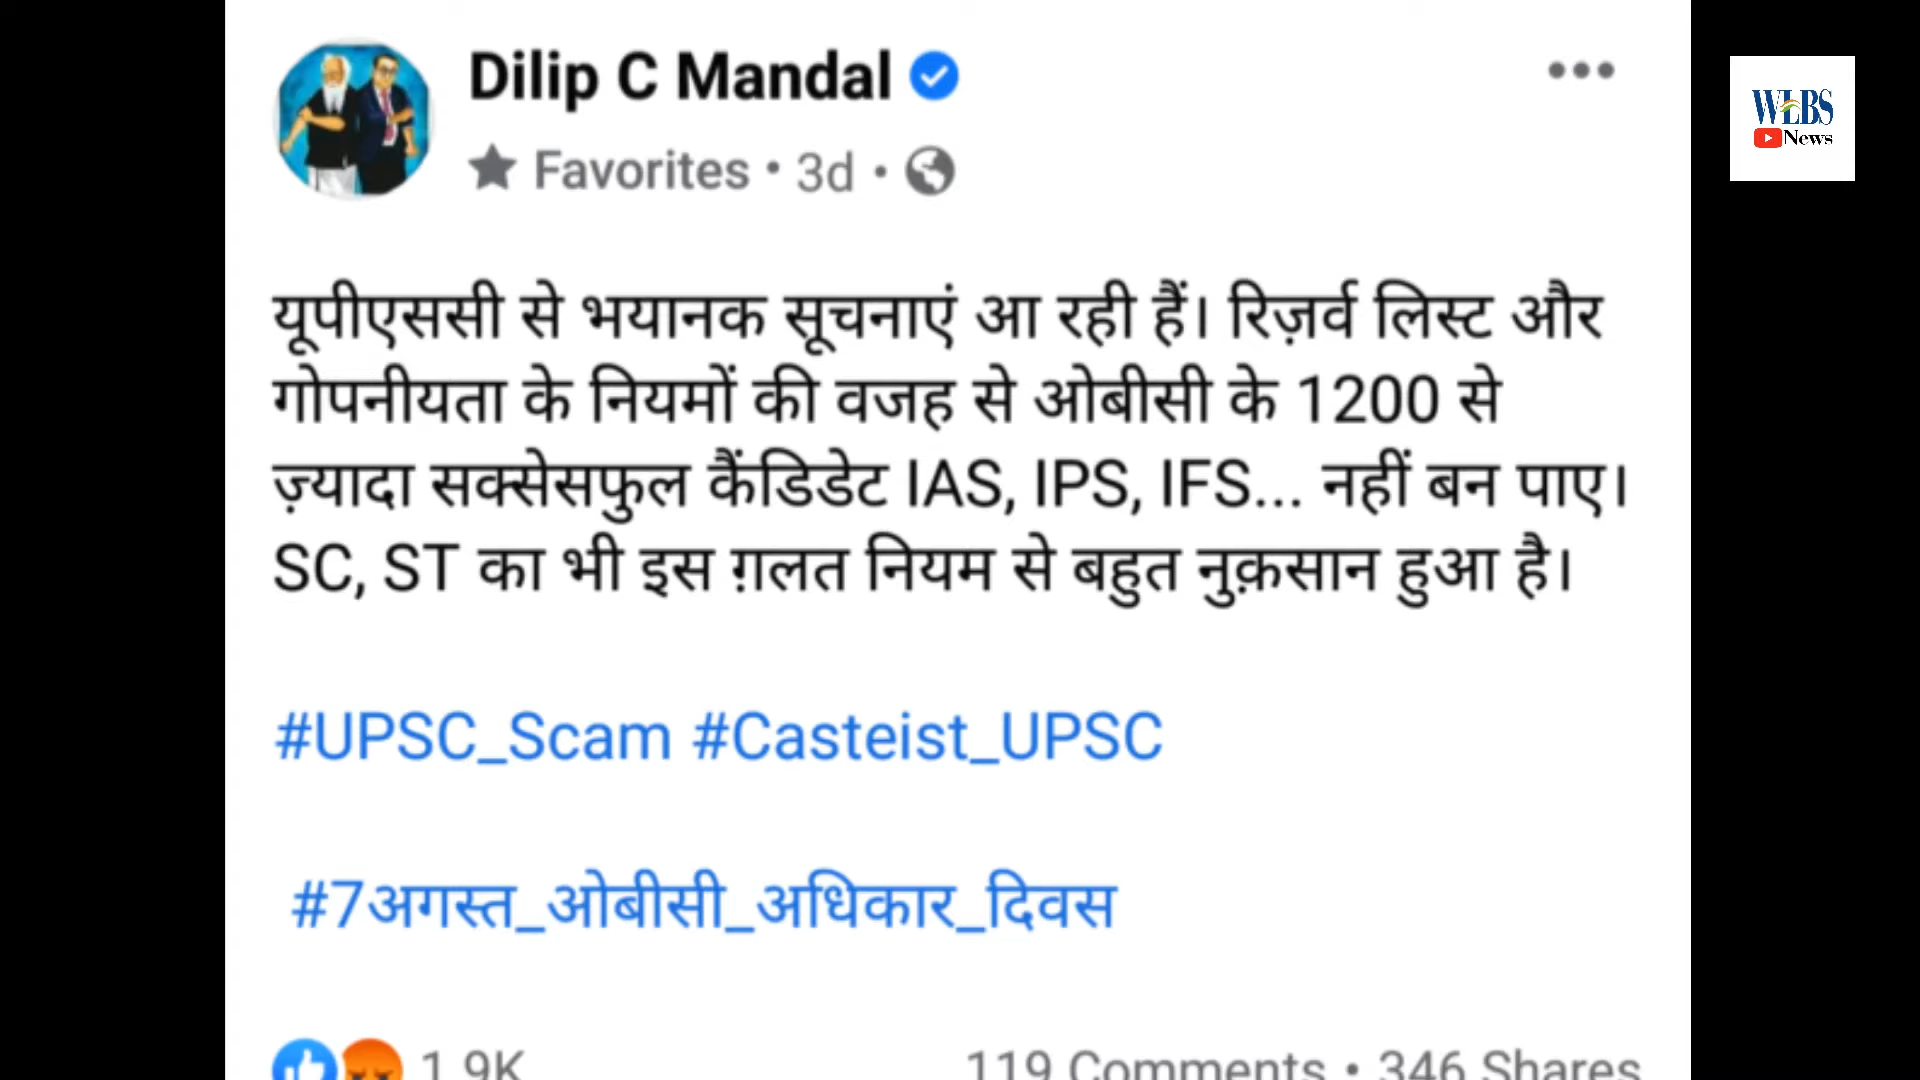 Dilip C Mandal
Favorites • 3d •
WLBS
News
यूपीएससी से भयानक सूचनाएं आ रही हैं। रिज़र्व लिस्ट और
गोपनीयता के नियमों की वजह से ओबीसी के 1200 से
ज़्यादा सक्सेसफुल कैंडिडेट IAS, IPS, IFS... नहीं बन पाए।
SC, ST का भी इस ग़लत नियम से बहुत नुक़सान हुआ है।
#UPSC_Scam #Casteist_UPSC
#7अगस्त_ओबीसी_अधिकार_दिवस
1.9K
119 Comments • 346 Shares